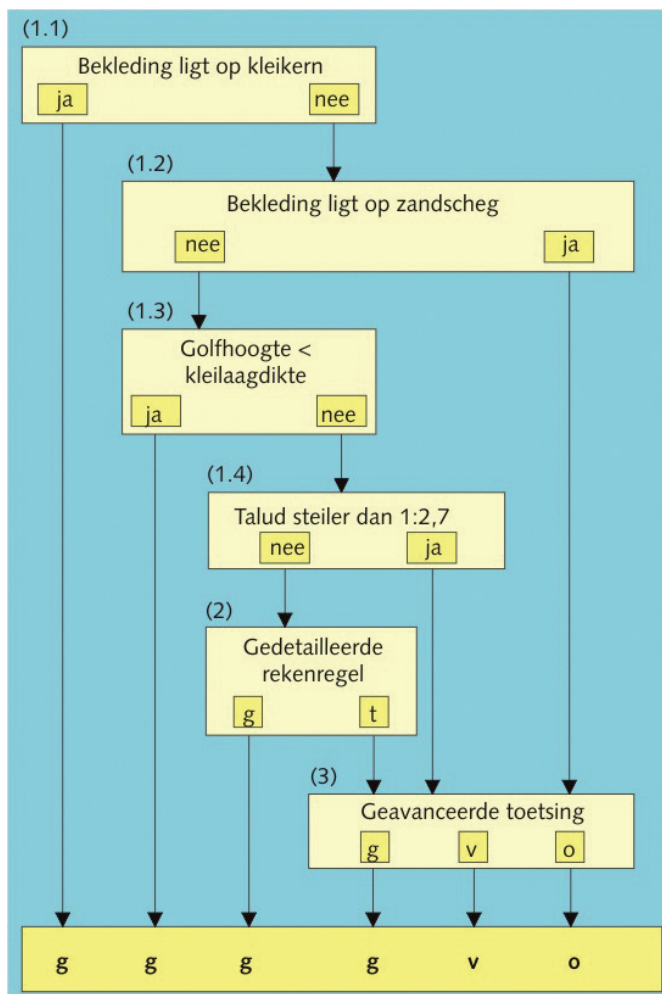 (1.1)
Bekleding ligt op kleikern
ja nee
(1.2)
Bekleding ligt op zandscheg
nee ja
(1.3)
Golfhoogte <
kleilaagdikte
ja nee
(1.4)
Talud steiler dan 1:2,7
nee ja
(2)
Gedetailleerde
rekenregel
g t
(3)
Geavanceerde toetsing
g v o
g g g g v o